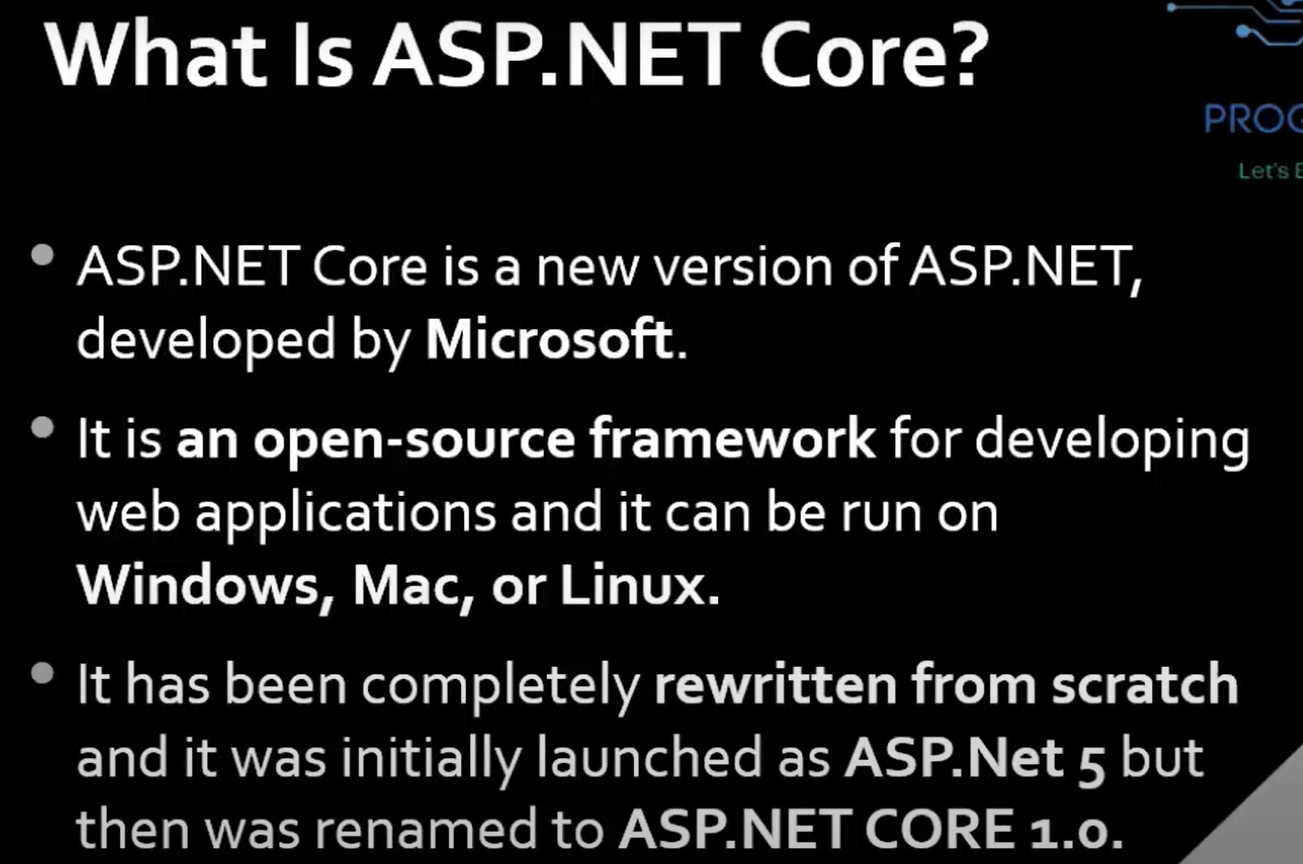 What Is ASP.NET Core?
PROG
Let's E
• ASP.NET Core is a new version of ASP.NET,
developed by Microsoft.
• It is an open-source framework for developing
web applications and it can be run on
Windows, Mac, or Linux.
• It has been completely rewritten from scratch
and it was initially launched as ASP.Net 5 but
then was renamed to ASP.NET CORE 1.0.